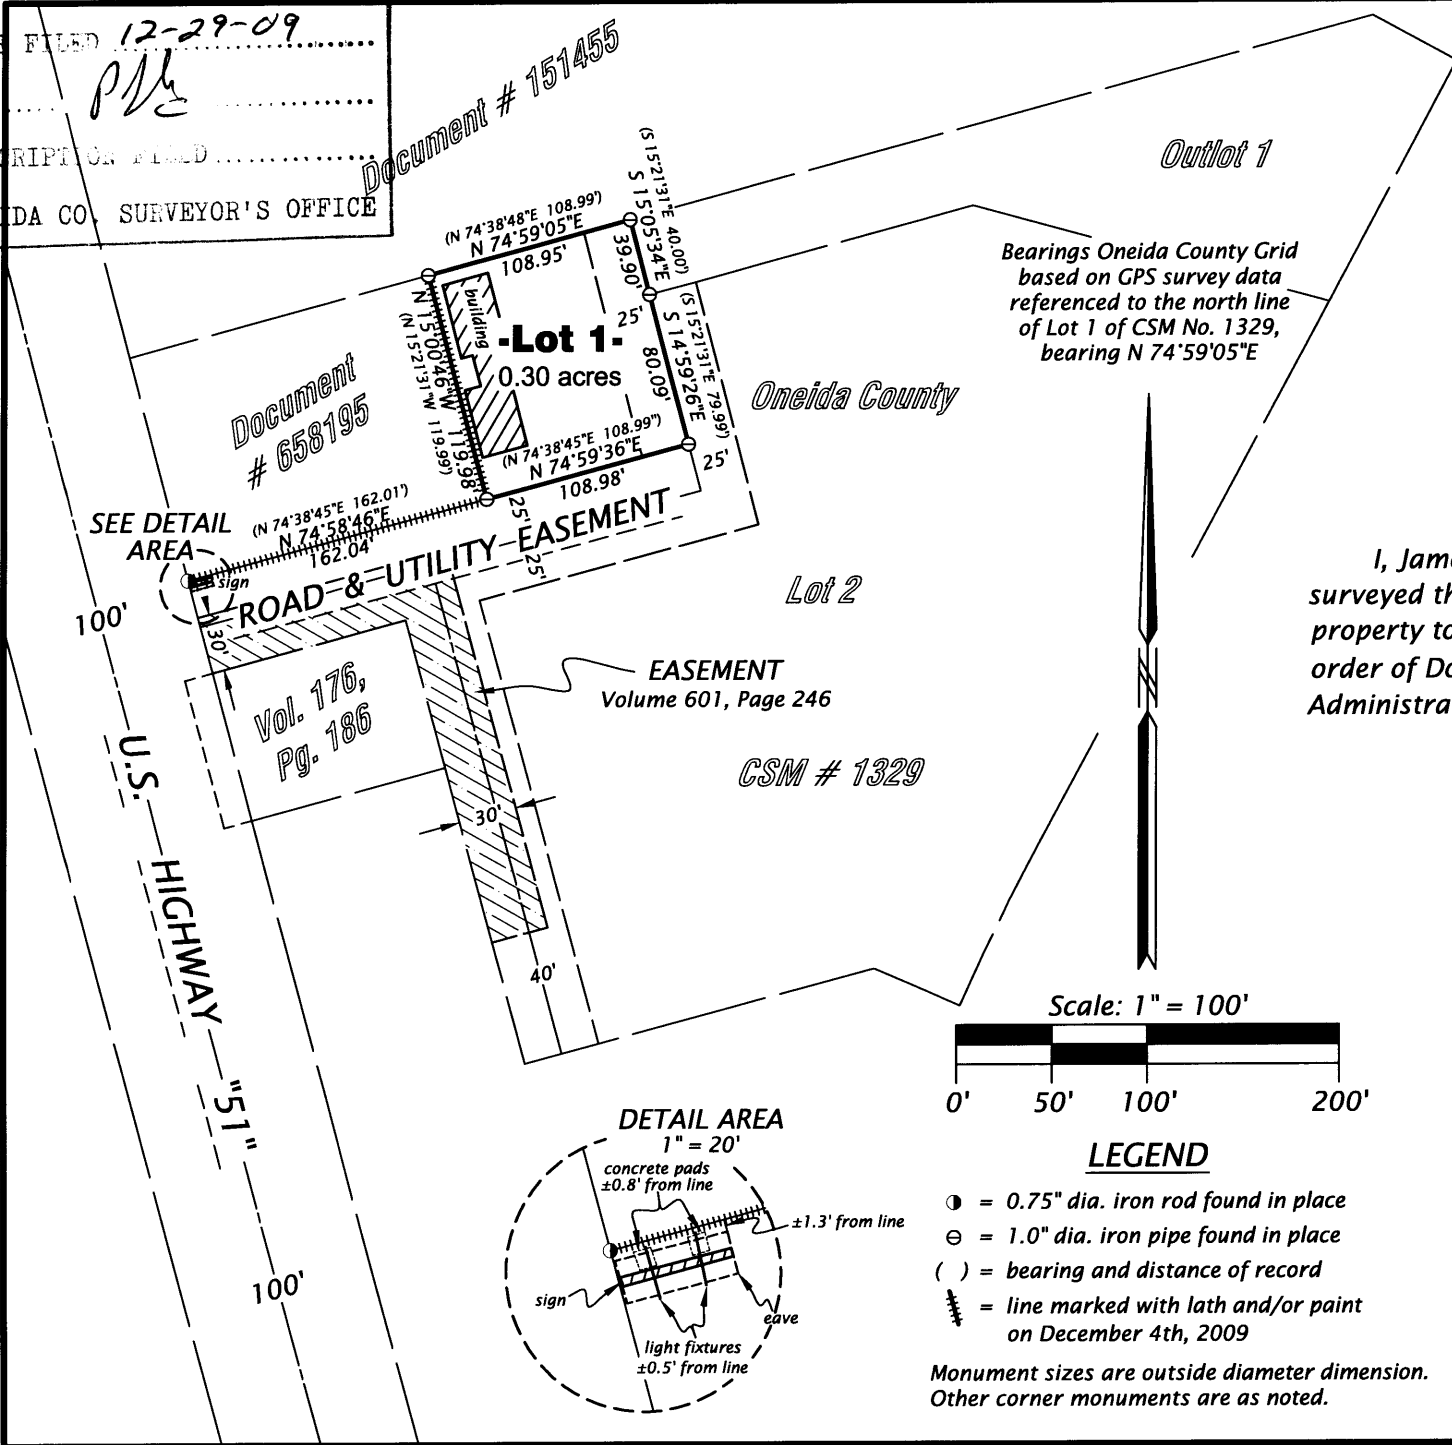 FILED 12-29-09
RIPTION FILED
IDA CO. SURVEYOR'S OFFICE
Document # 151455
Outlot 1
(N 74°38'48"E 108.99')
N 74°59'05"E
108.95'
(S 15°21'31"E 40.00')
S 15°05'34"E
39.90'
Bearings Oneida County Grid
based on GPS survey data
referenced to the north line
of Lot 1 of CSM No. 1329,
bearing N 74°59'05"E
building
-Lot 1-
0.30 acres
25'
(S 15°21'31"E 79.99')
S 14°59'26"E
80.09'
N 15°00'46"W 119.98'
(N 15°21'31"W 119.99')
Oneida County
Document
# 658195
(N 74°38'45"E 108.99")
N 74°59'36"E
108.98'
25'
(N 74°38'45"E 162.01')
N 74°58'46"E
162.04'
SEE DETAIL
AREA
sign
25'
25'
ROAD & UTILITY EASEMENT
100'
30'
Lot 2
I, Jam
surveyed th
property to
order of Do
Administra
EASEMENT
Volume 601, Page 246
Vol. 176,
Pg. 186
CSM # 1329
30'
40'
U.S. HIGHWAY "51"
100'
Scale: 1" = 100'
0' 50' 100' 200'
DETAIL AREA
1" = 20'
concrete pads
±0.8' from line
±1.3' from line
sign
eave
light fixtures
±0.5' from line
LEGEND
= 0.75" dia. iron rod found in place
= 1.0" dia. iron pipe found in place
( ) = bearing and distance of record
= line marked with lath and/or paint
on December 4th, 2009
Monument sizes are outside diameter dimension.
Other corner monuments are as noted.